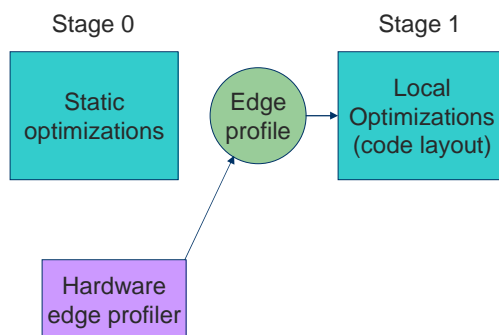 Stage 0
Stage 1
Static
optimizations
Edge
profile
Local
Optimizations
(code layout)
Hardware
edge profiler